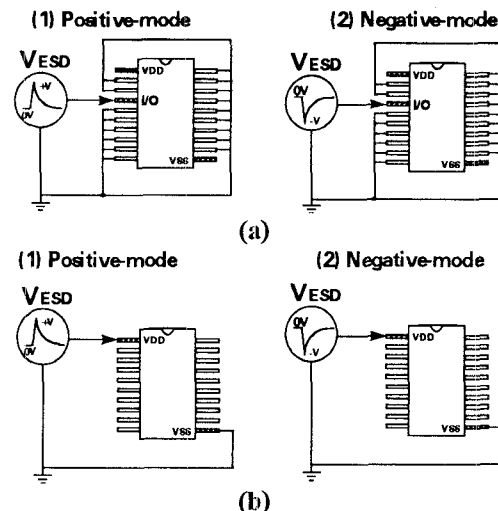 (1) Positive-mode
(2) Negative-mode
VESD
+V
0V
VDD
I/O
VSS
VESD
0V
-V
VDD
I/O
VSS
(a)
(1) Positive-mode
(2) Negative-mode
VESD
+V
0V
VDD
VSS
VESD
0V
-V
VDD
VSS
(b)